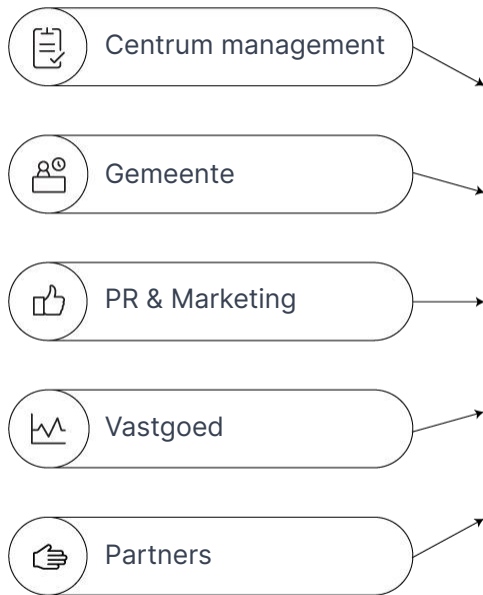 Centrum management
Gemeente
PR & Marketing
Vastgoed
Partners